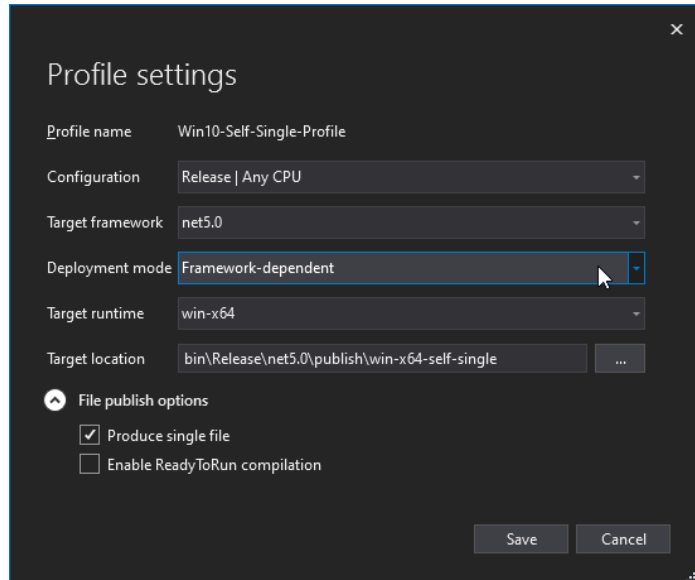 Profile settings
Profile name Win10-Self-Single-Profile
Configuration Release | Any CPU
Target framework net5.0
Deployment mode Framework-dependent
Target runtime win-x64
Target location bin\Release\net5.0\publish\win-x64-self-single ...
File publish options
Produce single file
Enable ReadyToRun compilation
Save Cancel